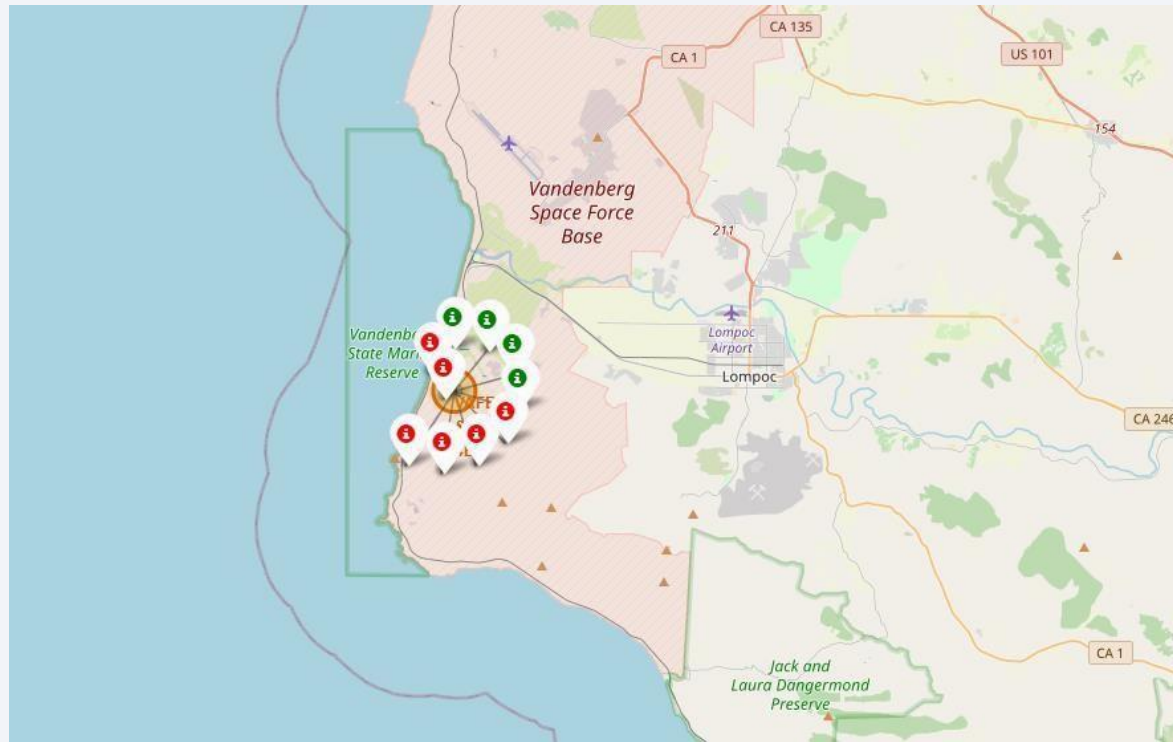 CA 135
CA 1
US 101
154
Vandenberg
Space Force
Base
211
State Mar
Reserve
Lompoc
Airport
Lompoc
CA 246
CA 1
Jack and
Laura Dangermond
Preserve